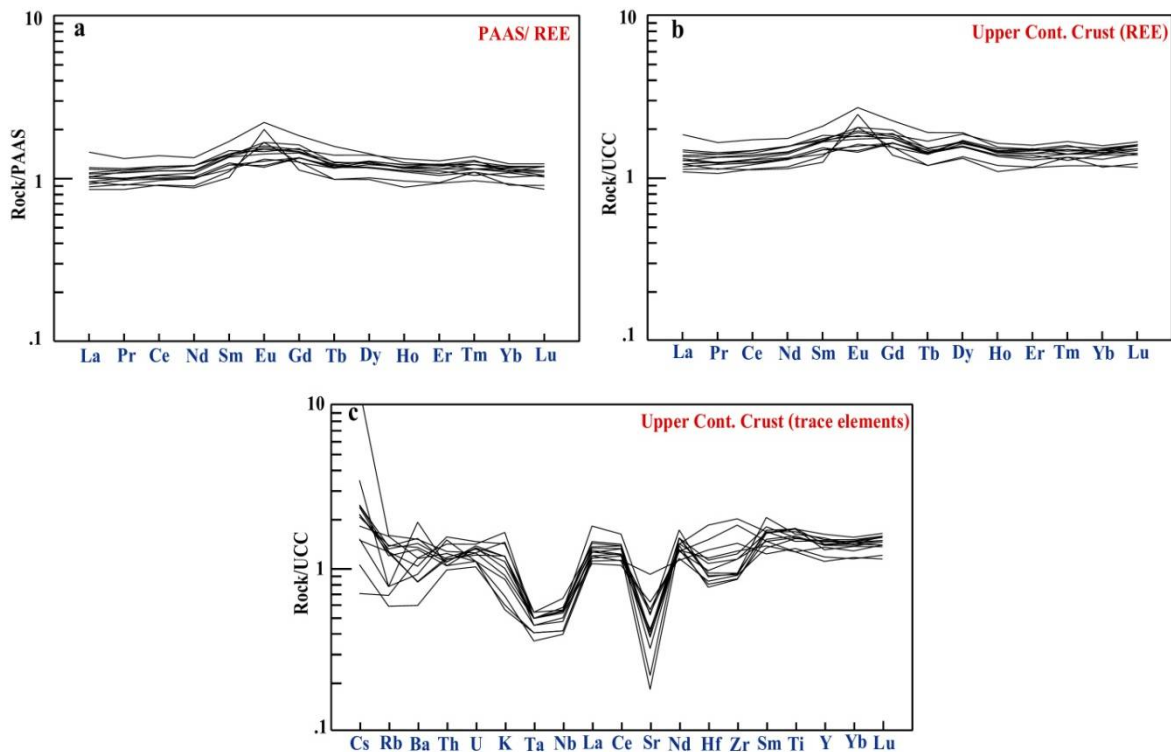 a
PAAS/ REE
10
1
.1
Rock/PAAS
La Pr Ce Nd Sm Eu Gd Tb Dy Ho Er Tm Yb Lu
b
Upper Cont. Crust (REE)
10
1
.1
Rock/UCC
La Pr Ce Nd Sm Eu Gd Tb Dy Ho Er Tm Yb Lu
c
Upper Cont. Crust (trace elements)
10
1
.1
Rock/UCC
Cs Rb Ba Th U K Ta Nb La Ce Sr Nd Hf Zr Sm Ti Y Yb Lu